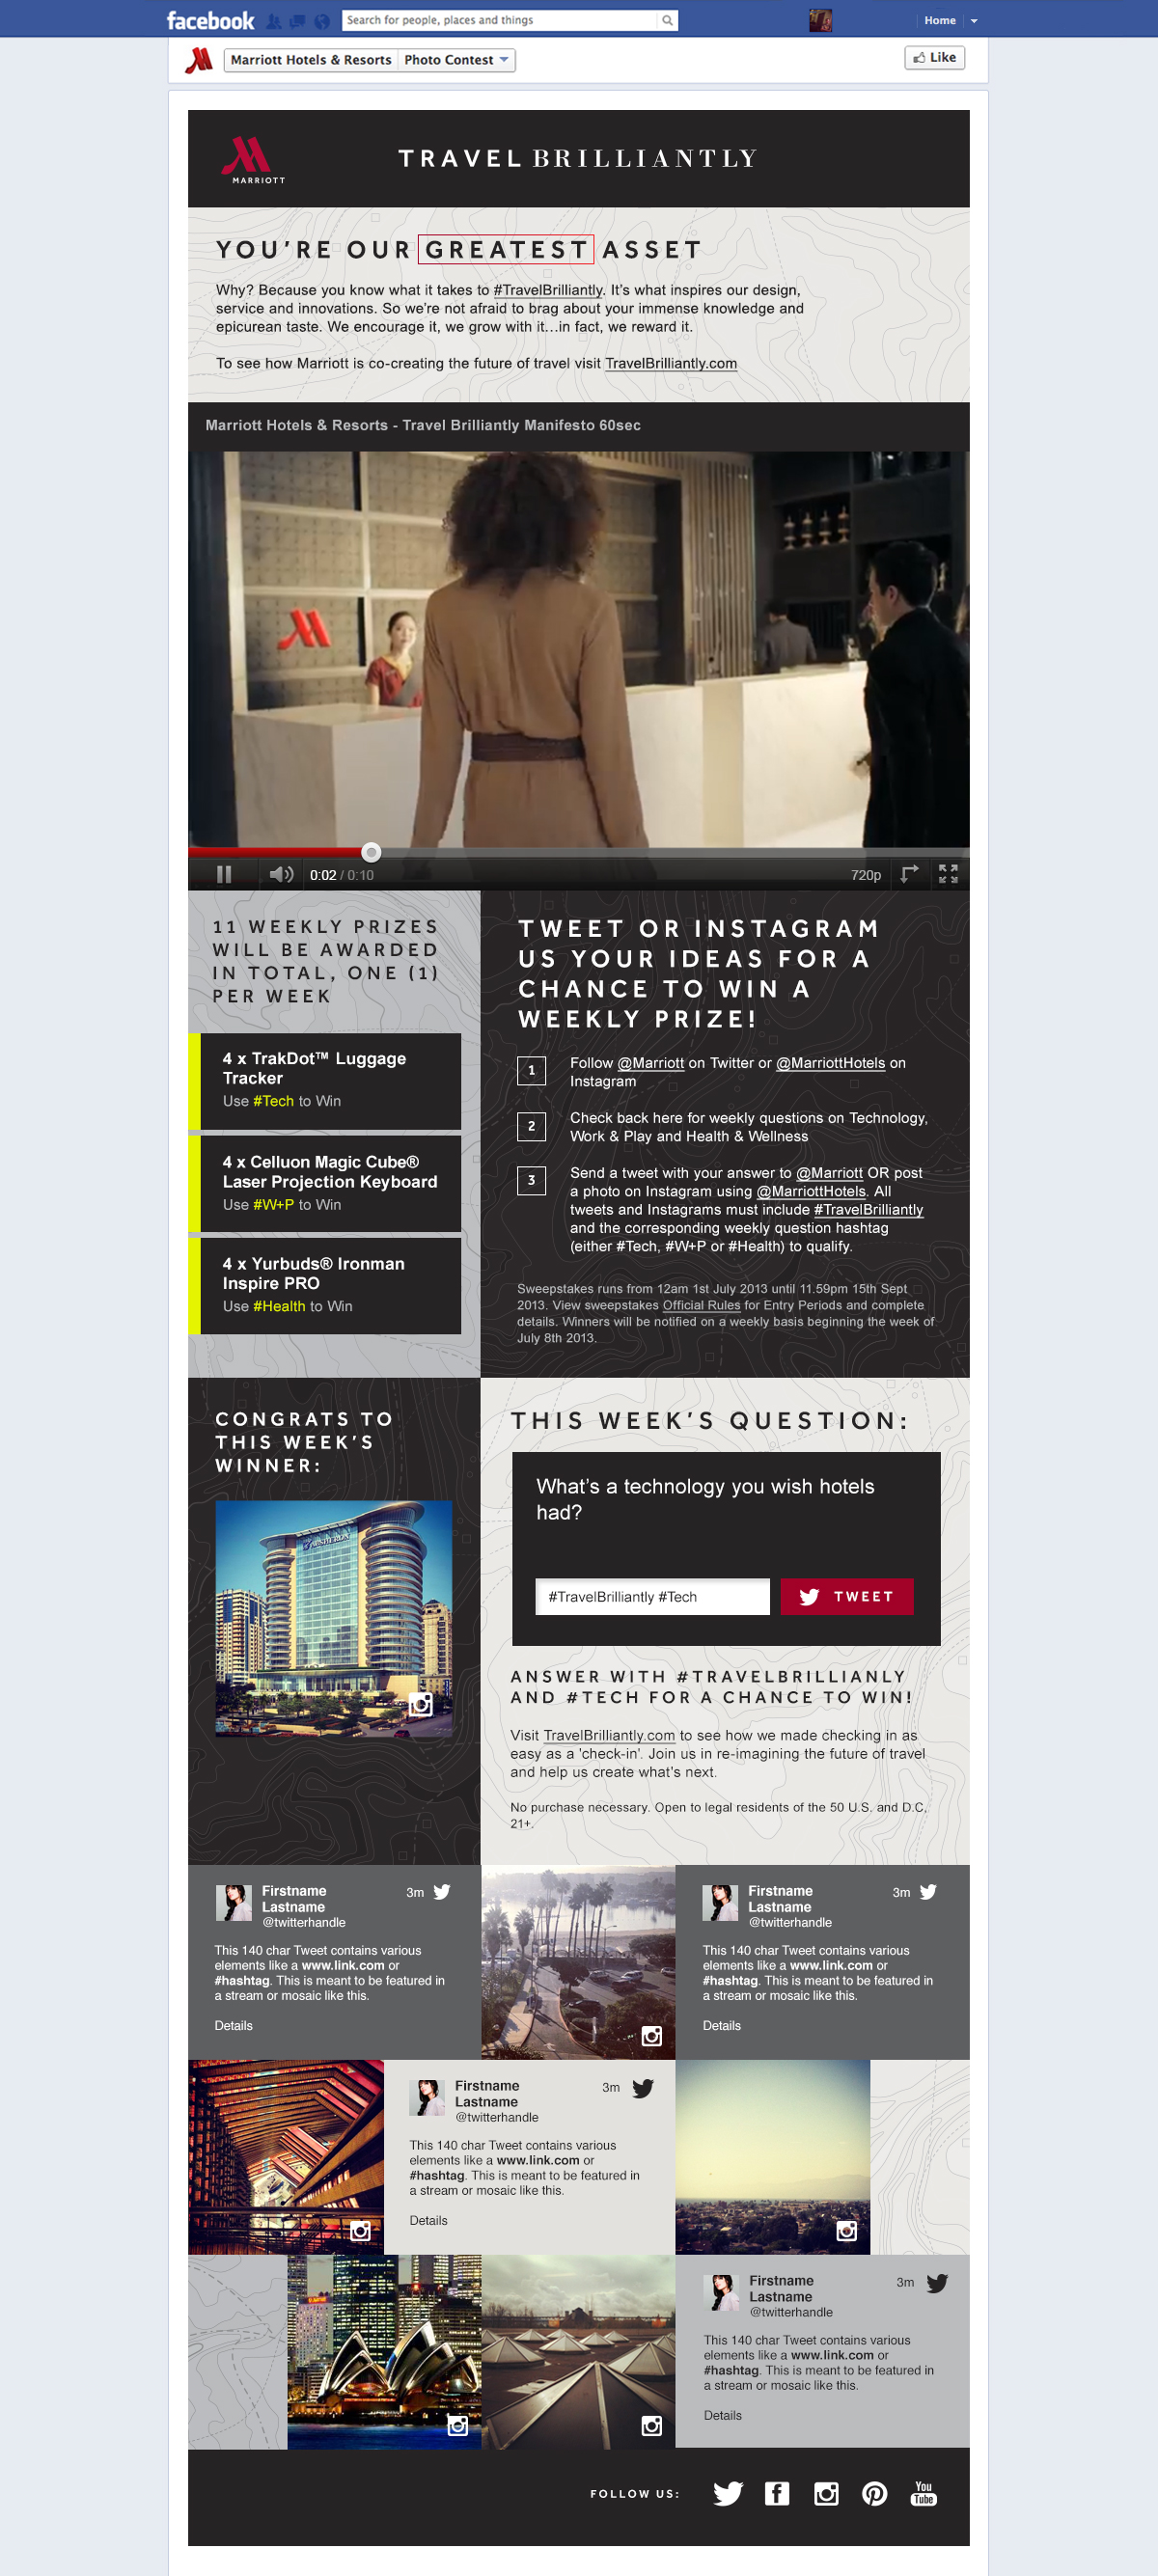 facebook
Search for people, places and things
Home
Marriott Hotels & Resorts
Photo Contest
Like
MARRIOTT
TRAVEL BRILLIANTLY
YOU'RE OUR GREATEST ASSET
Why? Because you know what it takes to #TravelBrilliantly. It's what inspires our design,
service and innovations. So we're not afraid to brag about your immense knowledge and
epicurean taste. We encourage it, we grow with it...in fact, we reward it.
To see how Marriott is co-creating the future of travel visit TravelBrilliantly.com
Marriott Hotels & Resorts - Travel Brilliantly Manifesto 60sec
0:02 / 0:10
720p
11 WEEKLY PRIZES
WILL BE AWARDED
IN TOTAL, ONE (1)
PER WEEK
4 x TrakDot™ Luggage
Tracker
Use #Tech to Win
4 x Celluon Magic Cube®
Laser Projection Keyboard
Use #W+P to Win
4 x Yurbuds® Ironman
Inspire PRO
Use #Health to Win
TWEET OR INSTAGRAM
US YOUR IDEAS FOR A
CHANCE TO WIN A
WEEKLY PRIZE!
1
Follow @Marriott on Twitter or @MarriottHotels on
Instagram
2
Check back here for weekly questions on Technology,
Work & Play and Health & Wellness
3
Send a tweet with your answer to @Marriott OR post
a photo on Instagram using @MarriottHotels. All
tweets and Instagrams must include #TravelBrilliantly
and the corresponding weekly question hashtag
(either #Tech, #W+P or #Health) to qualify.
Sweepstakes runs from 12am 1st July 2013 until 11.59pm 15th Sept
2013. View sweepstakes Official Rules for Entry Periods and complete
details. Winners will be notified on a weekly basis beginning the week of
July 8th 2013.
CONGRATS TO
THIS WEEK'S
WINNER:
THIS WEEK'S QUESTION:
What's a technology you wish hotels
had?
#TravelBrilliantly #Tech
TWEET
ANSWER WITH #TRAVELBRILLIANLY
AND #TECH FOR A CHANCE TO WIN!
Visit TravelBrilliantly.com to see how we made checking in as
easy as a 'check-in'. Join us in re-imagining the future of travel
and help us create what's next.
No purchase necessary. Open to legal residents of the 50 U.S. and D.C,
21+.
Firstname
Lastname
@twitterhandle
3m
This 140 char Tweet contains various
elements like a www.link.com or
#hashtag. This is meant to be featured in
a stream or mosaic like this.
Details
Firstname
Lastname
@twitterhandle
3m
This 140 char Tweet contains various
elements like a www.link.com or
#hashtag. This is meant to be featured in
a stream or mosaic like this.
Details
Firstname
Lastname
@twitterhandle
3m
This 140 char Tweet contains various
elements like a www.link.com or
#hashtag. This is meant to be featured in
a stream or mosaic like this.
Details
Firstname
Lastname
@twitterhandle
3m
This 140 char Tweet contains various
elements like a www.link.com or
#hashtag. This is meant to be featured in
a stream or mosaic like this.
Details
FOLLOW US:
You
Tube